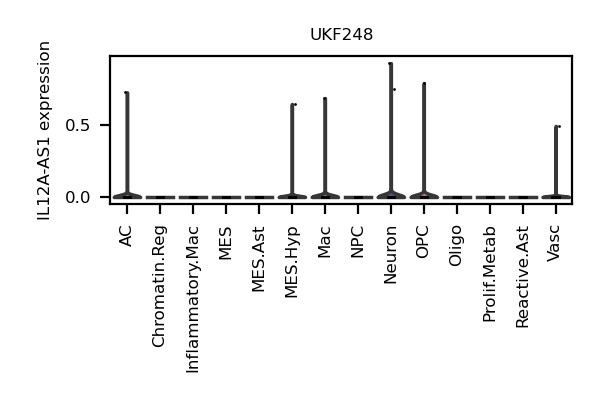 UKF248
IL12A-AS1 expression
0.5
0.0
AC
Chromatin.Reg
Inflammatory.Mac
MES
MES.Ast
MES.Hyp
Mac
NPC
Neuron
OPC
Oligo
Prolif.Metab
Reactive.Ast
Vasc